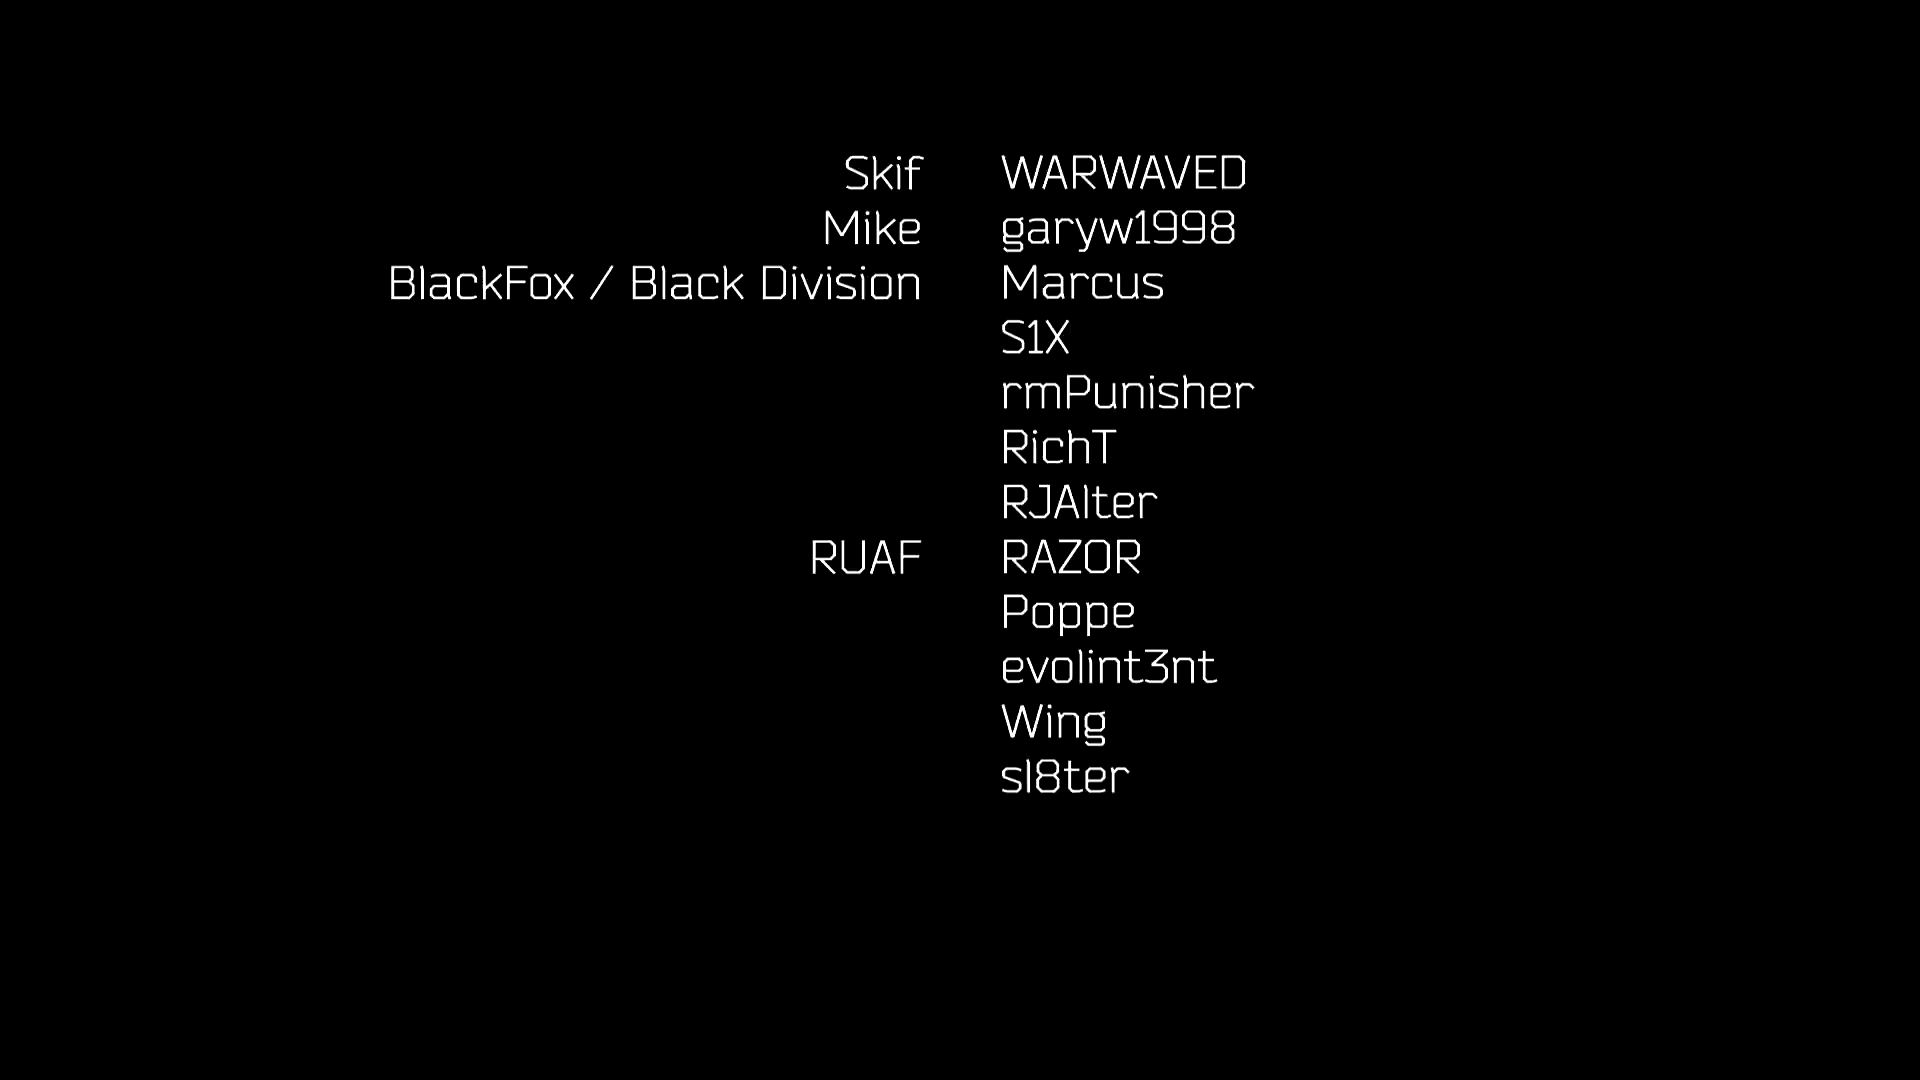 Skif WARWAVED
Mike garyw1998
BlackFox / Black Division Marcus
S1X
rmPunisher
RichT
RJAlter
RUAF RAZOR
Poppe
evolint3nt
Wing
sl8ter